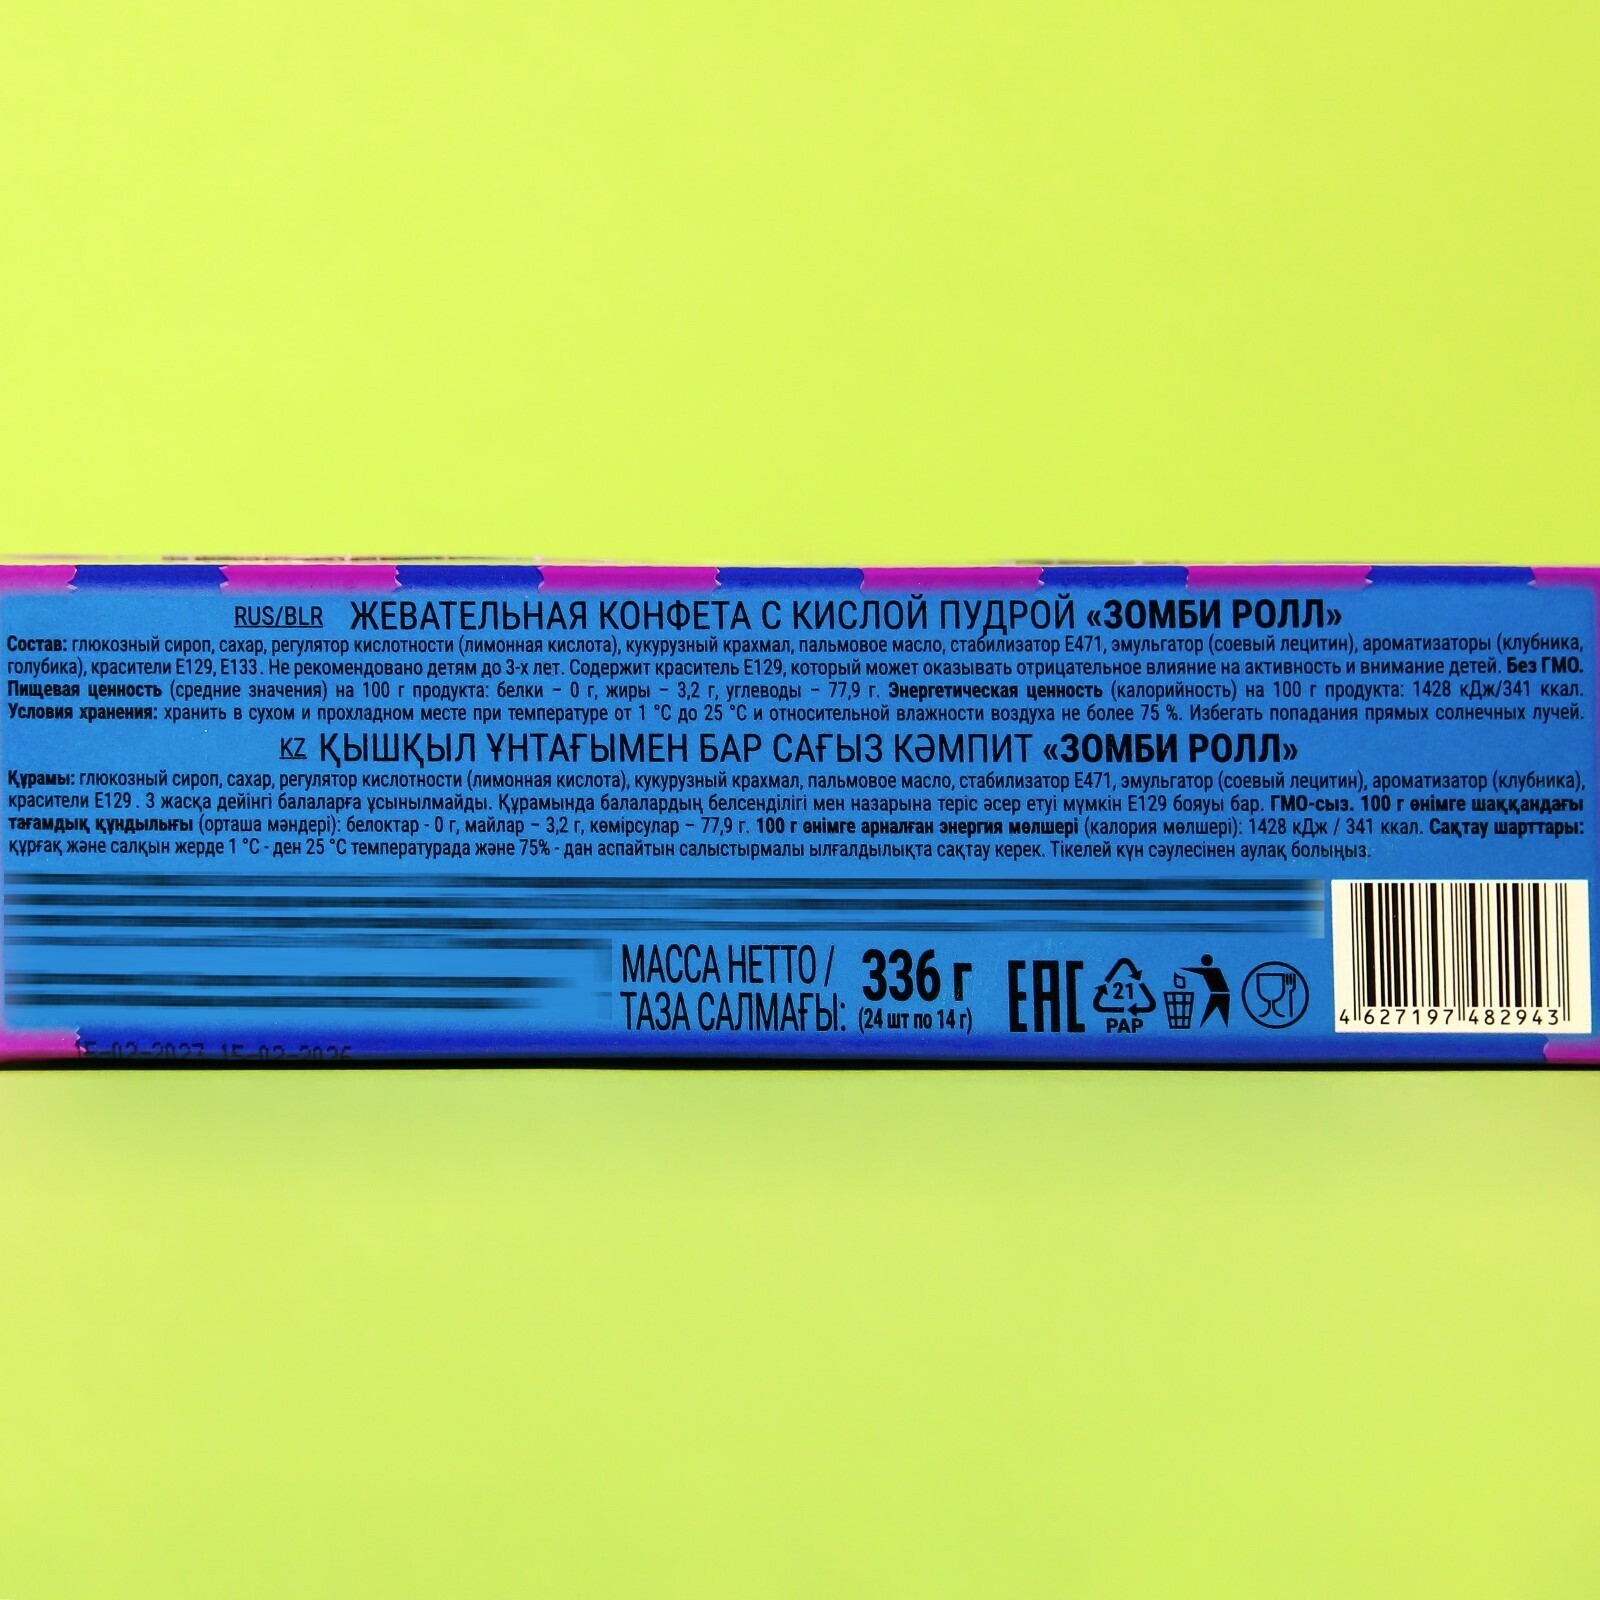 RUS/BLR ЖЕВАТЕЛЬНАЯ КОНФЕТА С КИСЛОЙ ПУДРОЙ «ЗОМБИ РОЛЛ»
Состав: глюкозный сироп, сахар, регулятор кислотности (лимонная кислота), кукурузный крахмал, пальмовое масло, стабилизатор Е471, эмульгатор (соевый лецитин), ароматизаторы (клубника,
голубика), красители Е129, Е133. Не рекомендовано детям до 3-х лет. Содержит краситель Е129, который может оказывать отрицательное влияние на активность и внимание детей. Без ГМО.
Пищевая ценность (средние значения) на 100 г продукта: белки – 0 г, жиры – 3,2 г, углеводы – 77,9 г. Энергетическая ценность (калорийность) на 100 г продукта: 1428 кДж/341 ккал.
Условия хранения: хранить в сухом и прохладном месте при температуре от 1 °С до 25 °С и относительной влажности воздуха не более 75 %. Избегать попадания прямых солнечных лучей.
KZ ҚЫШҚЫЛ ҰНТАҒЫМЕН БАР САҒЫЗ КӘМПИТ «ЗОМБИ РОЛЛ»
Құрамы: глюкозный сироп, сахар, регулятор кислотности (лимонная кислота), кукурузный крахмал, пальмовое масло, стабилизатор Е471, эмульгатор (соевый лецитин), ароматизатор (клубника),
красители Е129 . 3 жасқа дейінгі балаларға ұсынылмайды. Құрамында балалардың белсенділігі мен назарына теріс әсер етуі мүмкін Е129 бояуы бар. ГМО-сыз. 100 г өнімге шаққандағы
тағамдық құндылығы (орташа мәндері): белоктар - 0 г, майлар – 3,2 г, көмірсулар – 77,9 г. 100 г өнімге арналған энергия мөлшері (калория мөлшері): 1428 кДж / 341 ккал. Сақтау шарттары:
құрғақ және салқын жерде 1 °С - ден 25 °С температурада және 75% - дан аспайтын салыстырмалы ылғалдылықта сақтау керек. Тікелей күн сәулесінен аулақ болыңыз.
МАССА НЕТТО / 336 г
ТАЗА САЛМАҒЫ: (24 шт по 14 г)
EAC
21
PAP
4 627197 482943
15-02-2027 15-02-2026